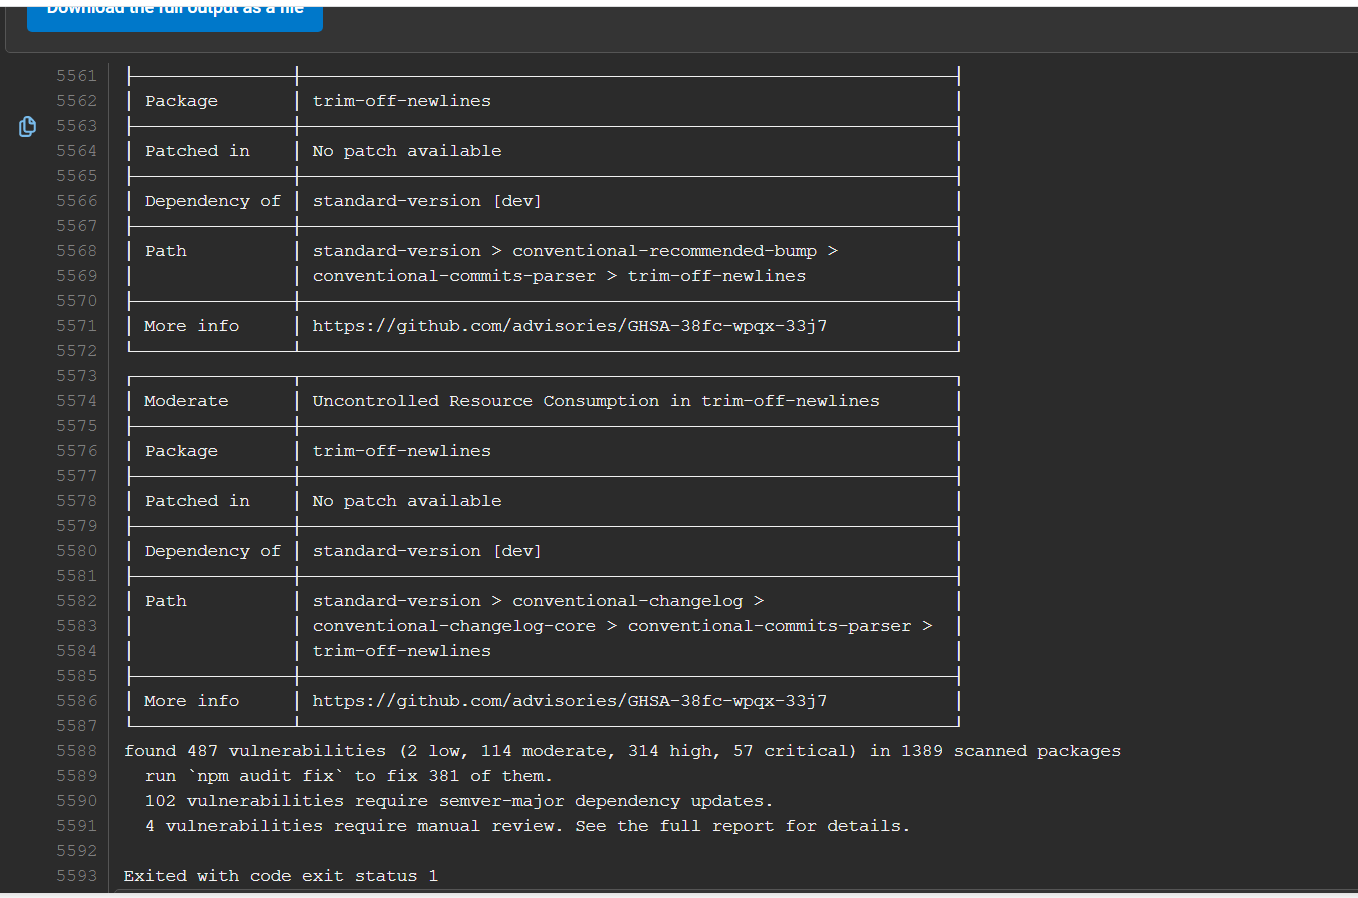 Download the full output as a file
5561
5562 Package trim-off-newlines
5563
5564 Patched in No patch available
5565
5566 Dependency of standard-version [dev]
5567
5568 Path standard-version > conventional-recommended-bump >
5569 conventional-commits-parser > trim-off-newlines
5570
5571 More info https://github.com/advisories/GHSA-38fc-wpqx-33j7
5572
5573
5574 Moderate Uncontrolled Resource Consumption in trim-off-newlines
5575
5576 Package trim-off-newlines
5577
5578 Patched in No patch available
5579
5580 Dependency of standard-version [dev]
5581
5582 Path standard-version > conventional-changelog >
5583 conventional-changelog-core > conventional-commits-parser >
5584 trim-off-newlines
5585
5586 More info https://github.com/advisories/GHSA-38fc-wpqx-33j7
5587
5588 found 487 vulnerabilities (2 low, 114 moderate, 314 high, 57 critical) in 1389 scanned packages
5589 run `npm audit fix` to fix 381 of them.
5590 102 vulnerabilities require semver-major dependency updates.
5591 4 vulnerabilities require manual review. See the full report for details.
5592
5593 Exited with code exit status 1